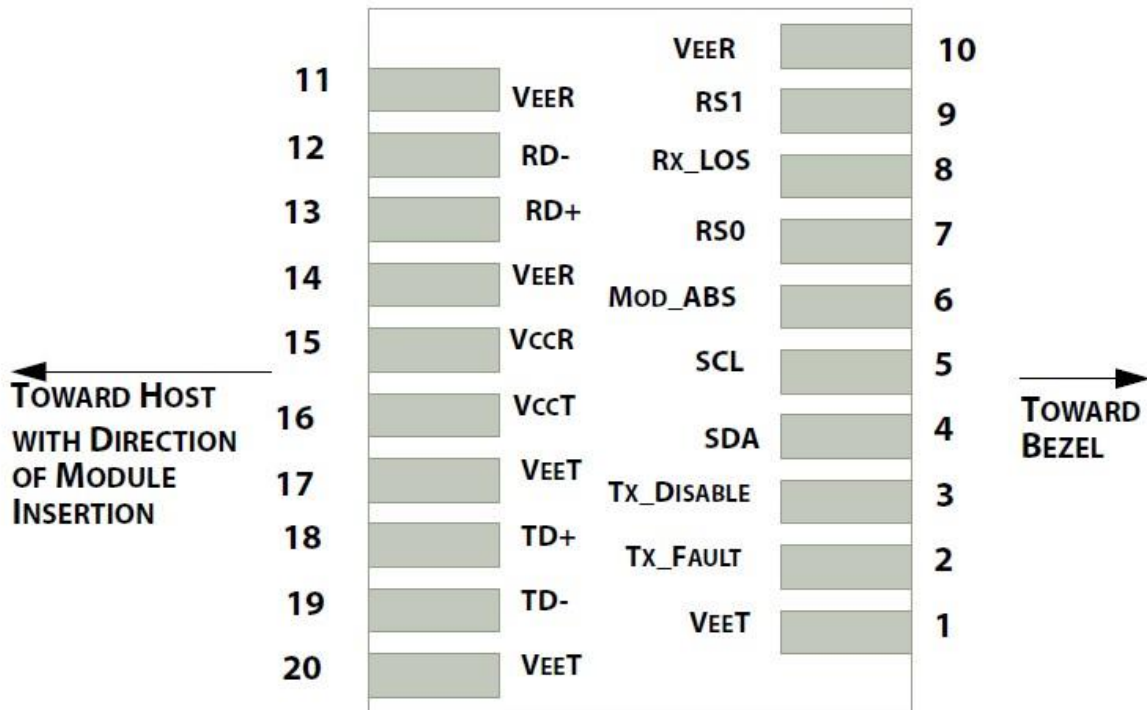 VEER 10
11 VEER
RS1 9
12 RD-
RX_LOS 8
13 RD+
RS0 7
14 VEER
MOD_ABS 6
15 VCCR
SCL 5
16 VCCT
SDA 4
17 VEET
TX_DISABLE 3
18 TD+
TX_FAULT 2
19 TD-
VEET 1
20 VEET
TOWARD HOST
WITH DIRECTION
OF MODULE
INSERTION
TOWARD
BEZEL